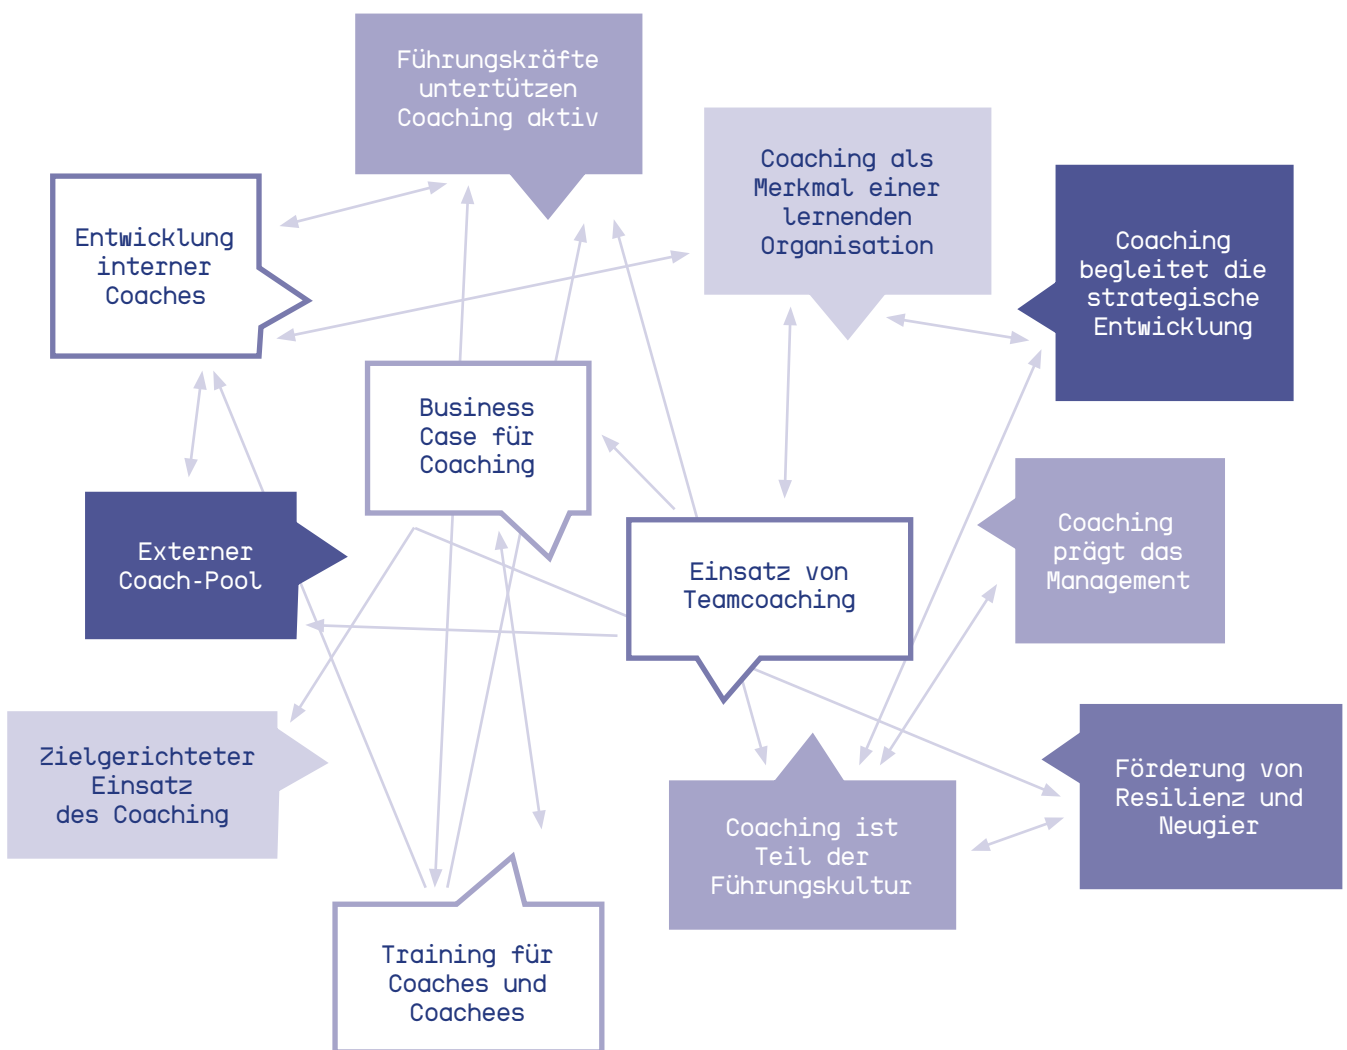 Führungskräfte
untertützen
Coaching aktiv
Coaching als
Merkmal einer
lernenden
Organisation
Coaching
begleitet die
strategische
Entwicklung
Entwicklung
interner
Coaches
Business
Case für
Coaching
Externer
Coach-Pool
Einsatz von
Teamcoaching
Coaching
prägt das
Management
Zielgerichteter
Einsatz
des Coaching
Coaching ist
Teil der
Führungskultur
Förderung von
Resilienz und
Neugier
Training für
Coaches und
Coachees